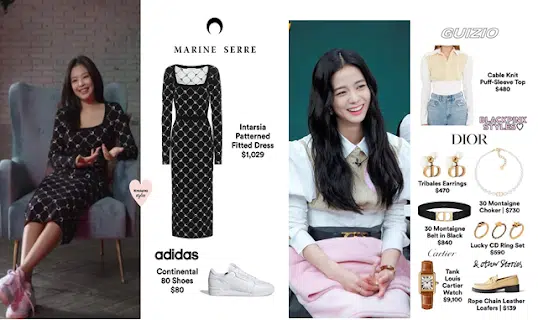 MARINE SERRE
Intarsia
Patterned
Fitted Dress
$1,029
adidas
Continental
80 Shoes
$80
GUIZIO
Cable Knit
Puff-Sleeve Top
$480
BLACKPINK
STYLES♡
DIOR
Tribales Earrings
$470
30 Montaigne
Choker | $730
30 Montaigne
Belt in Black
$840
Lucky CD Ring Set
$590
Cartier
Tank
Louis
Cartier
Watch
$9,100
& other Stories
Rope Chain Leather
Loafers | $139